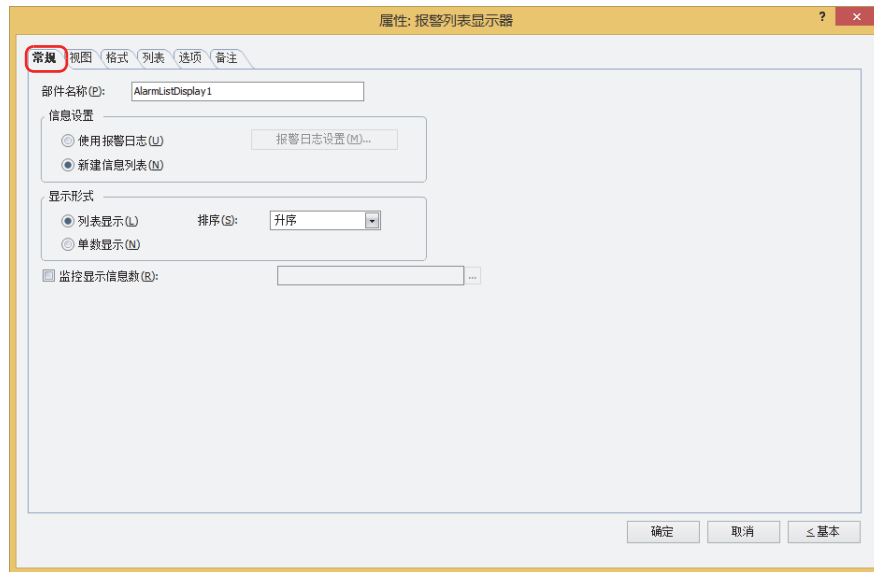 属性: 报警列表显示器 ? ×
常规 视图 格式 列表 选项 备注
部件名称(P): AlarmListDisplay1
信息设置
使用报警日志(U) 报警日志设置(M)...
新建信息列表(N)
显示形式
列表显示(L) 排序(S): 升序
单数显示(N)
监控显示信息数(R): ...
确定 取消 ≤基本